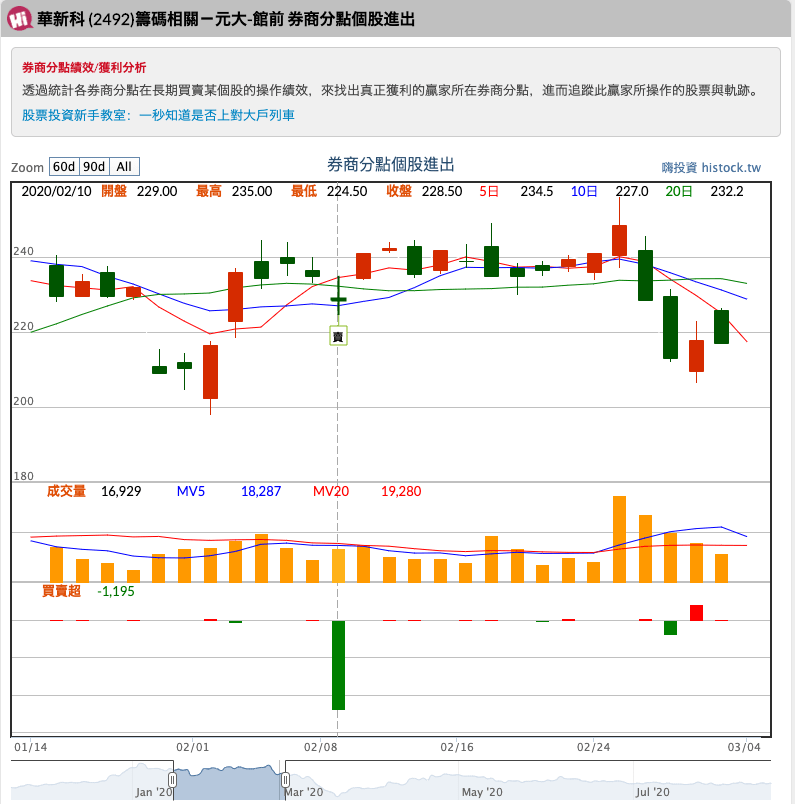 Hi 華新科 (2492)籌碼相關－元大-館前 券商分點個股進出
券商分點績效/獲利分析
透過統計各券商分點在長期買賣某個股的操作績效，來找出真正獲利的贏家所在券商分點，進而追蹤此贏家所操作的股票與軌跡。
股票投資新手教室：一秒知道是否上對大戶列車
Zoom 60d 90d All 券商分點個股進出 嗨投資 histock.tw
2020/02/10 開盤 229.00 最高 235.00 最低 224.50 收盤 228.50 5日 234.5 10日 227.0 20日 232.2
240
220
賣
200
180
成交量 16,929 MV5 18,287 MV20 19,280
買賣超 -1,195
01/14 02/01 02/08 02/16 02/24 03/04
Jan '20 Mar '20 May '20 Jul '20